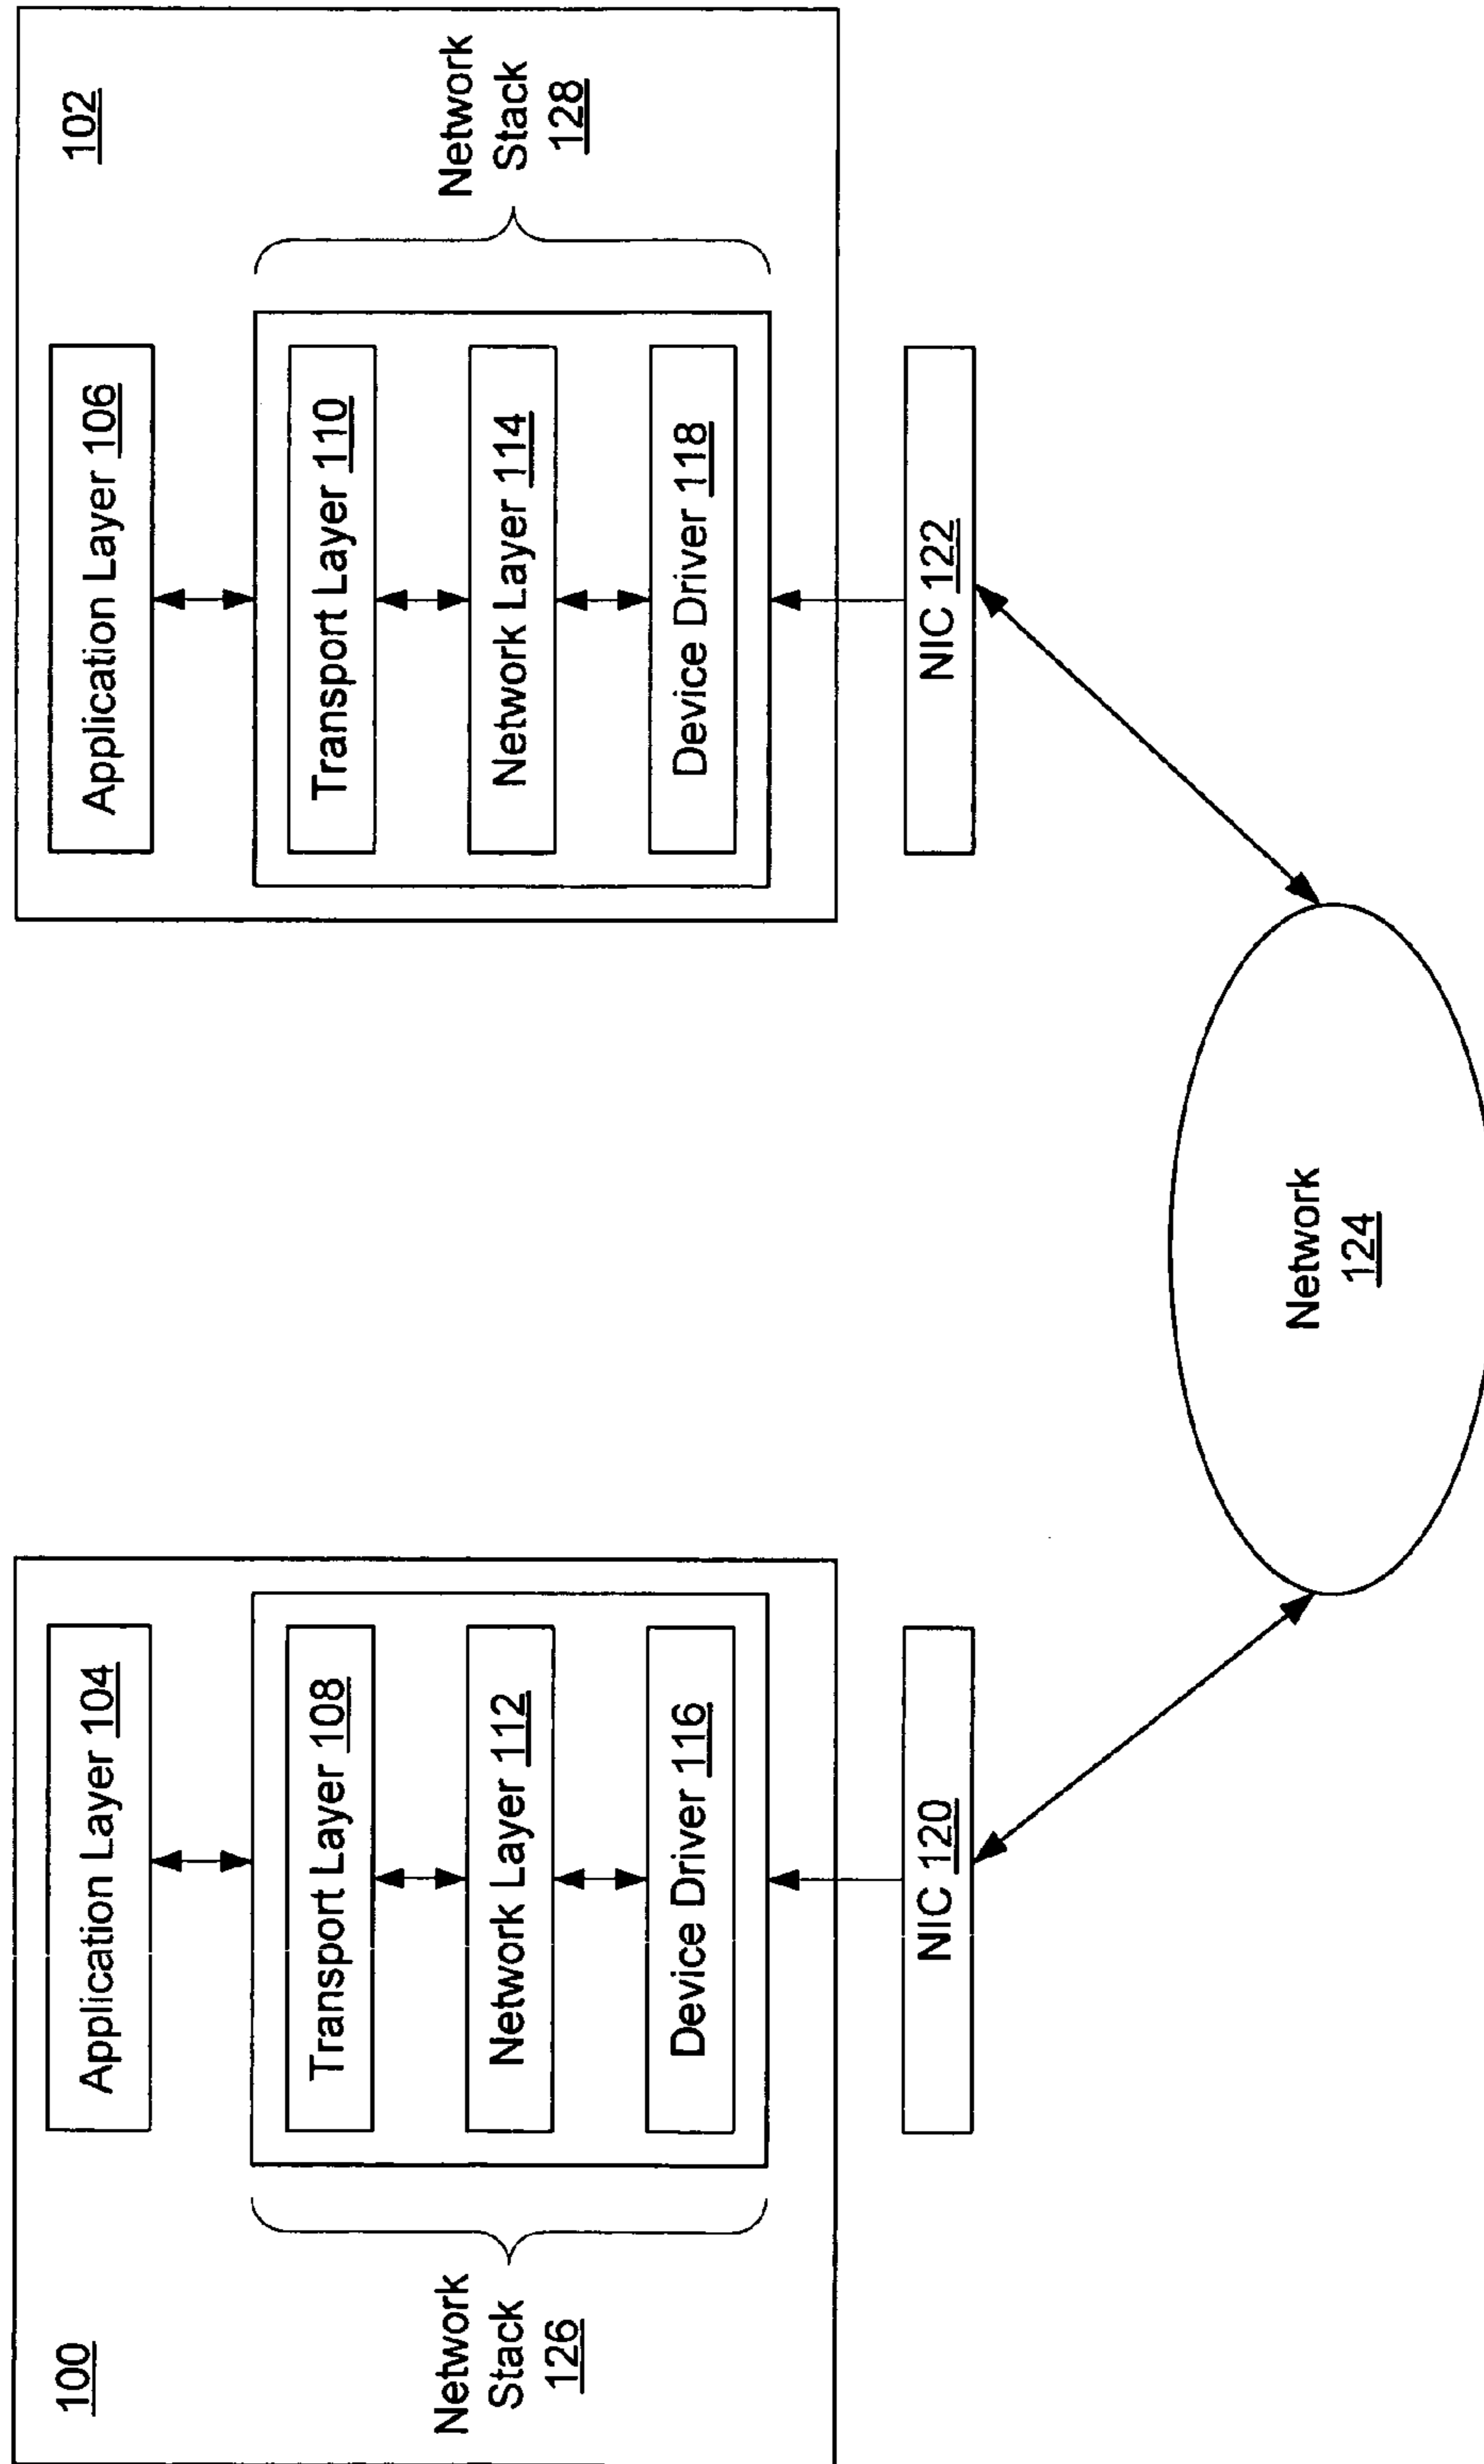 100
Application Layer 104
Network
Stack
126
Transport Layer 108
Network Layer 112
Device Driver 116
NIC 120
102
Application Layer 106
Network
Stack
128
Transport Layer 110
Network Layer 114
Device Driver 118
NIC 122
Network
124